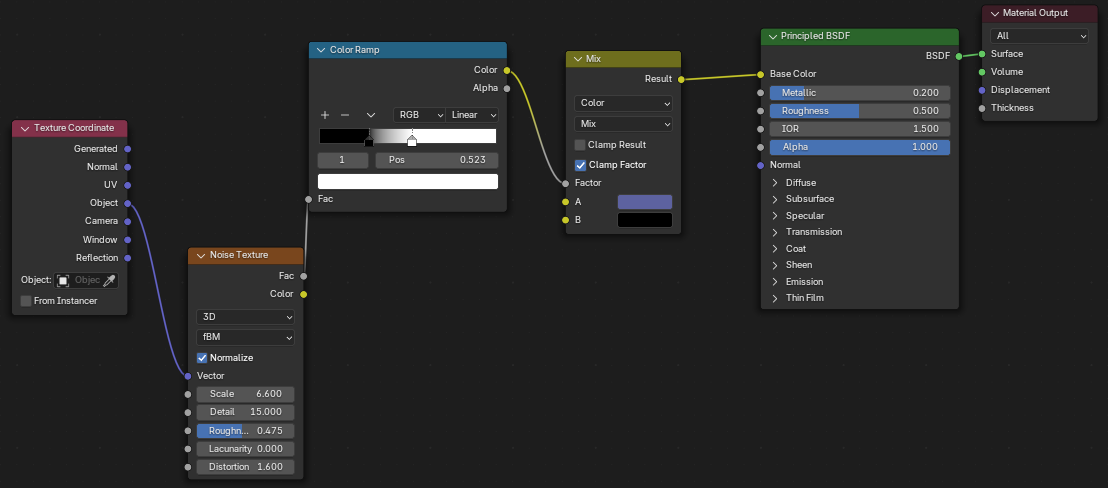 Texture Coordinate
Generated
Normal
UV
Object
Camera
Window
Reflection
Object: Objec
From Instancer
Noise Texture
Fac
Color
3D
fBM
Normalize
Vector
Scale 6.600
Detail 15.000
Roughn... 0.475
Lacunarity 0.000
Distortion 1.600
Color Ramp
Color
Alpha
RGB Linear
1 Pos 0.523
Fac
Mix
Result
Color
Mix
Clamp Result
Clamp Factor
Factor
A
B
Principled BSDF
BSDF
Base Color
Metallic 0.200
Roughness 0.500
IOR 1.500
Alpha 1.000
Normal
Diffuse
Subsurface
Specular
Transmission
Coat
Sheen
Emission
Thin Film
Material Output
All
Surface
Volume
Displacement
Thickness